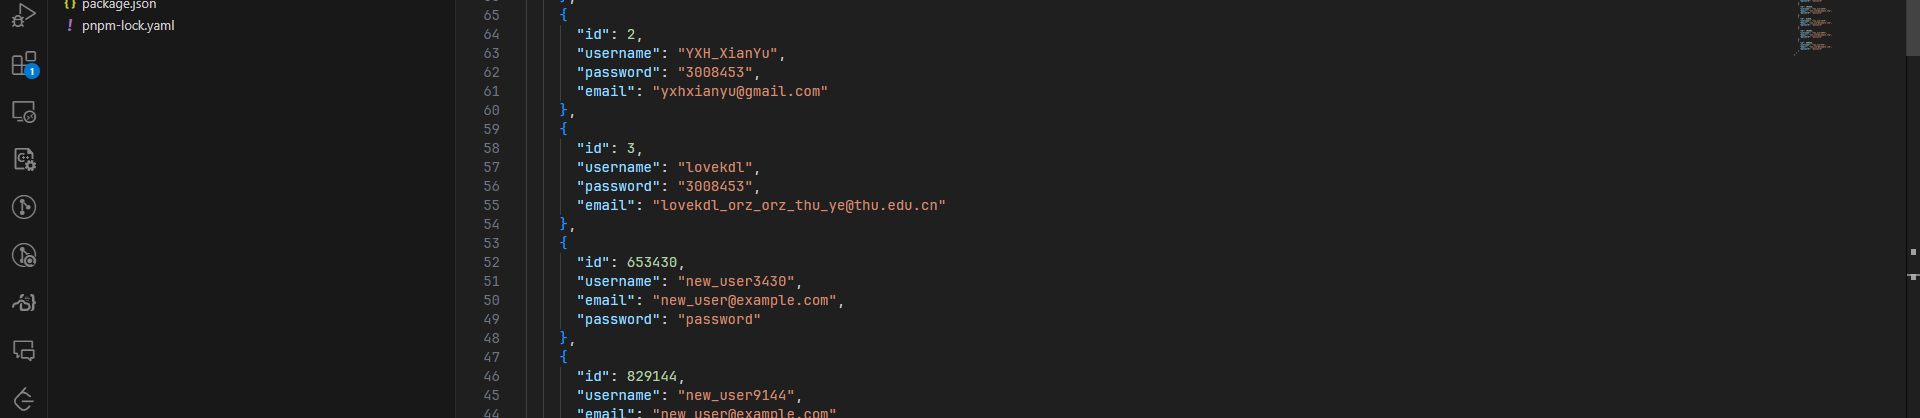 {} package.json
! pnpm-lock.yaml
1
65 {
64 "id": 2,
63 "username": "YXH_XianYu",
62 "password": "3008453",
61 "email": "yxhxianyu@gmail.com"
60 },
59 {
58 "id": 3,
57 "username": "lovekdl",
56 "password": "3008453",
55 "email": "lovekdl_orz_orz_thu_ye@thu.edu.cn"
54 },
53 {
52 "id": 653430,
51 "username": "new_user3430",
50 "email": "new_user@example.com",
49 "password": "password"
48 },
47 {
46 "id": 829144,
45 "username": "new_user9144",
44 "email": "new_user@example.com"